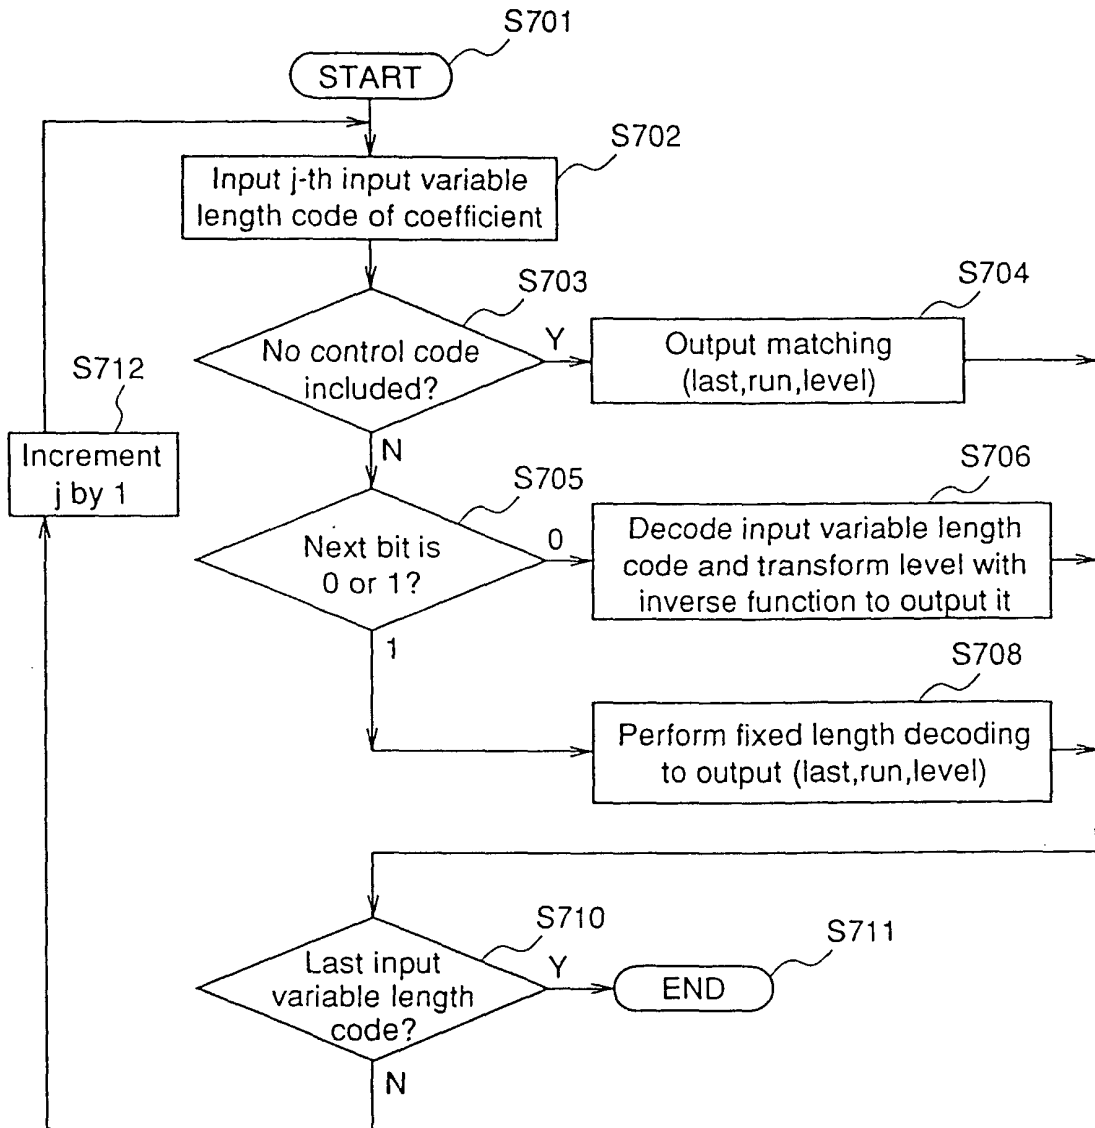 S701
START
S702
Input j-th input variable
length code of coefficient
S703
No control code
included?
Y
N
S704
Output matching
(last,run,level)
S712
Increment
j by 1
S705
Next bit is
0 or 1?
0
1
S706
Decode input variable length
code and transform level with
inverse function to output it
S708
Perform fixed length decoding
to output (last,run,level)
S710
Last input
variable length
code?
Y
N
S711
END